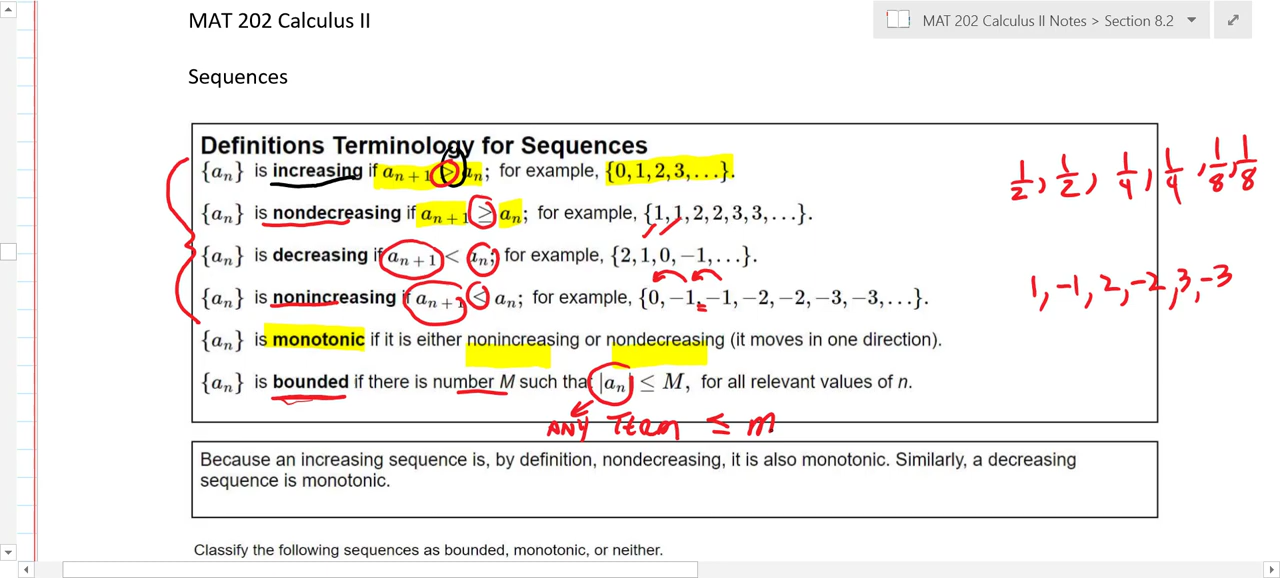 MAT 202 Calculus II
MAT 202 Calculus II Notes > Section 8.2
Sequences
Definitions Terminology for Sequences
{aₙ} is increasing if aₙ₊₁ > aₙ; for example, {0, 1, 2, 3, …}.
{aₙ} is nondecreasing if aₙ₊₁ ≥ aₙ; for example, {1, 1, 2, 2, 3, 3, …}.
{aₙ} is decreasing if aₙ₊₁ < aₙ; for example, {2, 1, 0, −1, …}.
{aₙ} is nonincreasing if aₙ₊₁ ≤ aₙ; for example, {0, −1, −1, −2, −2, −3, −3, …}.
{aₙ} is monotonic if it is either nonincreasing or nondecreasing (it moves in one direction).
{aₙ} is bounded if there is number M such that |aₙ| ≤ M, for all relevant values of n.
ANY Term ≤ M
1/2, 1/2, 1/4, 1/4, 1/8, 1/8
1, -1, 2, -2, 3, -3
Because an increasing sequence is, by definition, nondecreasing, it is also monotonic. Similarly, a decreasing
sequence is monotonic.
Classify the following sequences as bounded, monotonic, or neither.